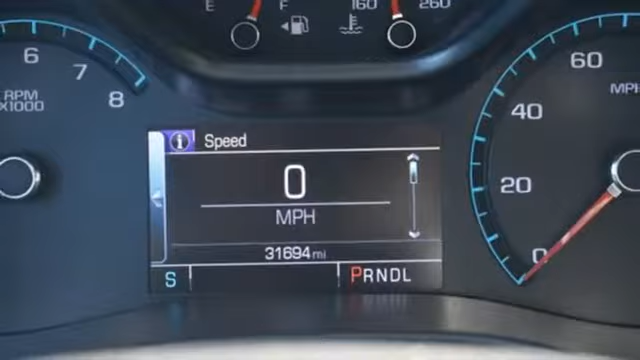 E F 160 260
6
7
8
RPM
X1000
60
MPH
40
20
0
i Speed
0
MPH
31694 mi
S PRNDL